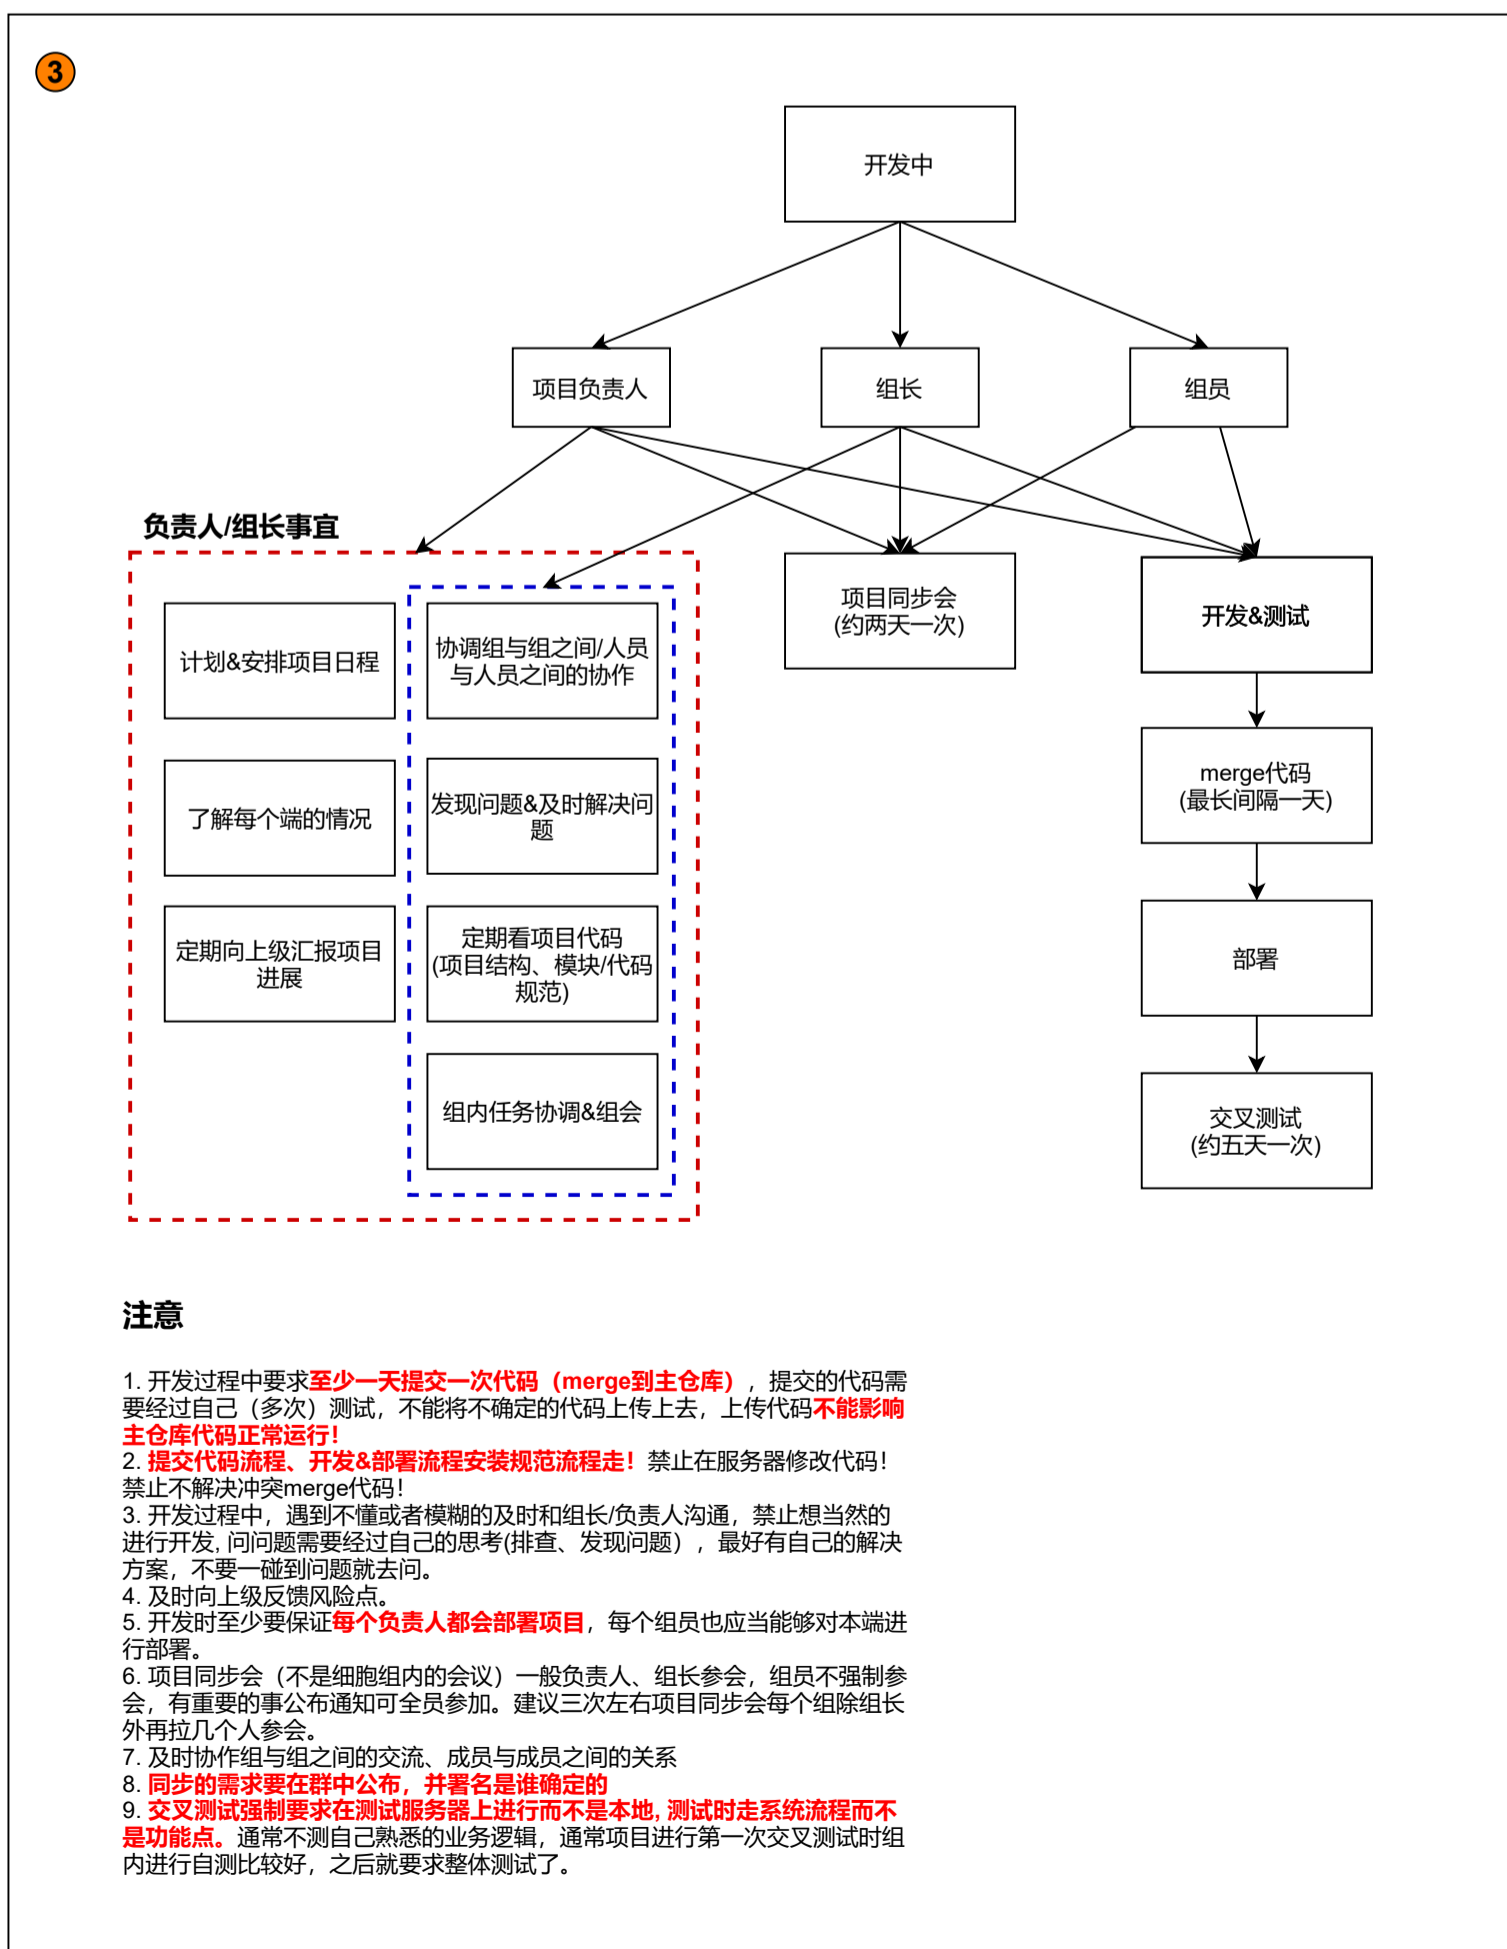 3
开发中
项目负责人
组长
组员
负责人/组长事宜
计划&安排项目日程
协调组与组之间/人员
与人员之间的协作
项目同步会
(约两天一次)
开发&测试
了解每个端的情况
发现问题&及时解决问
题
merge代码
(最长间隔一天)
定期向上级汇报项目
进展
定期看项目代码
(项目结构、模块/代码
规范)
部署
组内任务协调&组会
交叉测试
(约五天一次)
注意
1. 开发过程中要求至少一天提交一次代码（merge到主仓库），提交的代码需
要经过自己（多次）测试，不能将不确定的代码上传上去，上传代码不能影响
主仓库代码正常运行！
2. 提交代码流程、开发&部署流程安装规范流程走！禁止在服务器修改代码！
禁止不解决冲突merge代码！
3. 开发过程中，遇到不懂或者模糊的及时和组长/负责人沟通，禁止想当然的
进行开发, 问问题需要经过自己的思考(排查、发现问题），最好有自己的解决
方案，不要一碰到问题就去问。
4. 及时向上级反馈风险点。
5. 开发时至少要保证每个负责人都会部署项目，每个组员也应当能够对本端进
行部署。
6. 项目同步会（不是细胞组内的会议）一般负责人、组长参会，组员不强制参
会，有重要的事公布通知可全员参加。建议三次左右项目同步会每个组除组长
外再拉几个人参会。
7. 及时协作组与组之间的交流、成员与成员之间的关系
8. 同步的需求要在群中公布，并署名是谁确定的
9. 交叉测试强制要求在测试服务器上进行而不是本地, 测试时走系统流程而不
是功能点。通常不测自己熟悉的业务逻辑，通常项目进行第一次交叉测试时组
内进行自测比较好，之后就要求整体测试了。